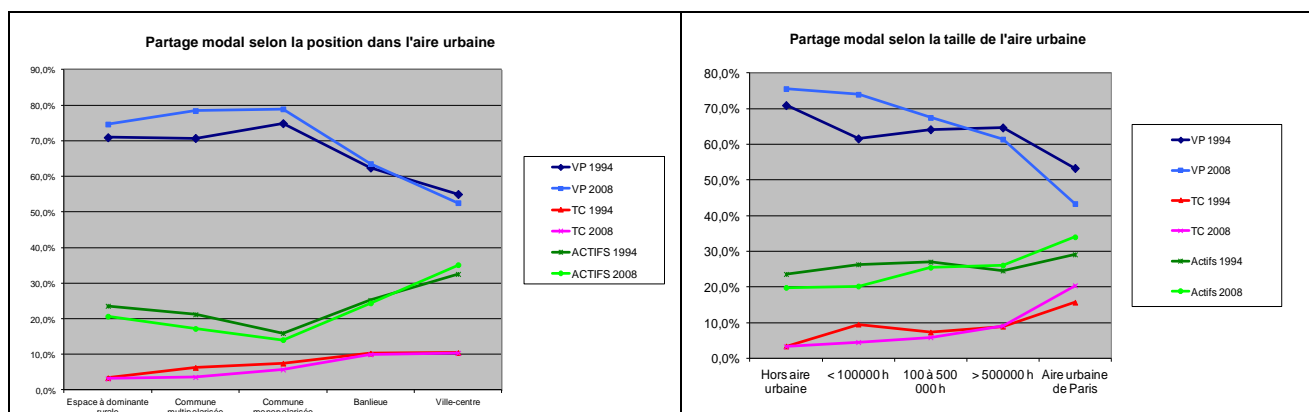 Partage modal selon la position dans l'aire urbaine
90,0%
80,0%
70,0%
60,0%
50,0%
40,0%
30,0%
20,0%
10,0%
0,0%
Espace à dominante
rurale
Commune
multipolarisée
Commune
monopolarisée
Banlieue
Ville-centre
VP 1994
VP 2008
TC 1994
TC 2008
ACTIFS 1994
ACTIFS 2008
Partage modal selon la taille de l'aire urbaine
80,0%
70,0%
60,0%
50,0%
40,0%
30,0%
20,0%
10,0%
0,0%
Hors aire
urbaine
< 100000 h
100 à 500
000 h
> 500000 h
Aire urbaine
de Paris
VP 1994
VP 2008
TC 1994
TC 2008
Actifs 1994
Actifs 2008